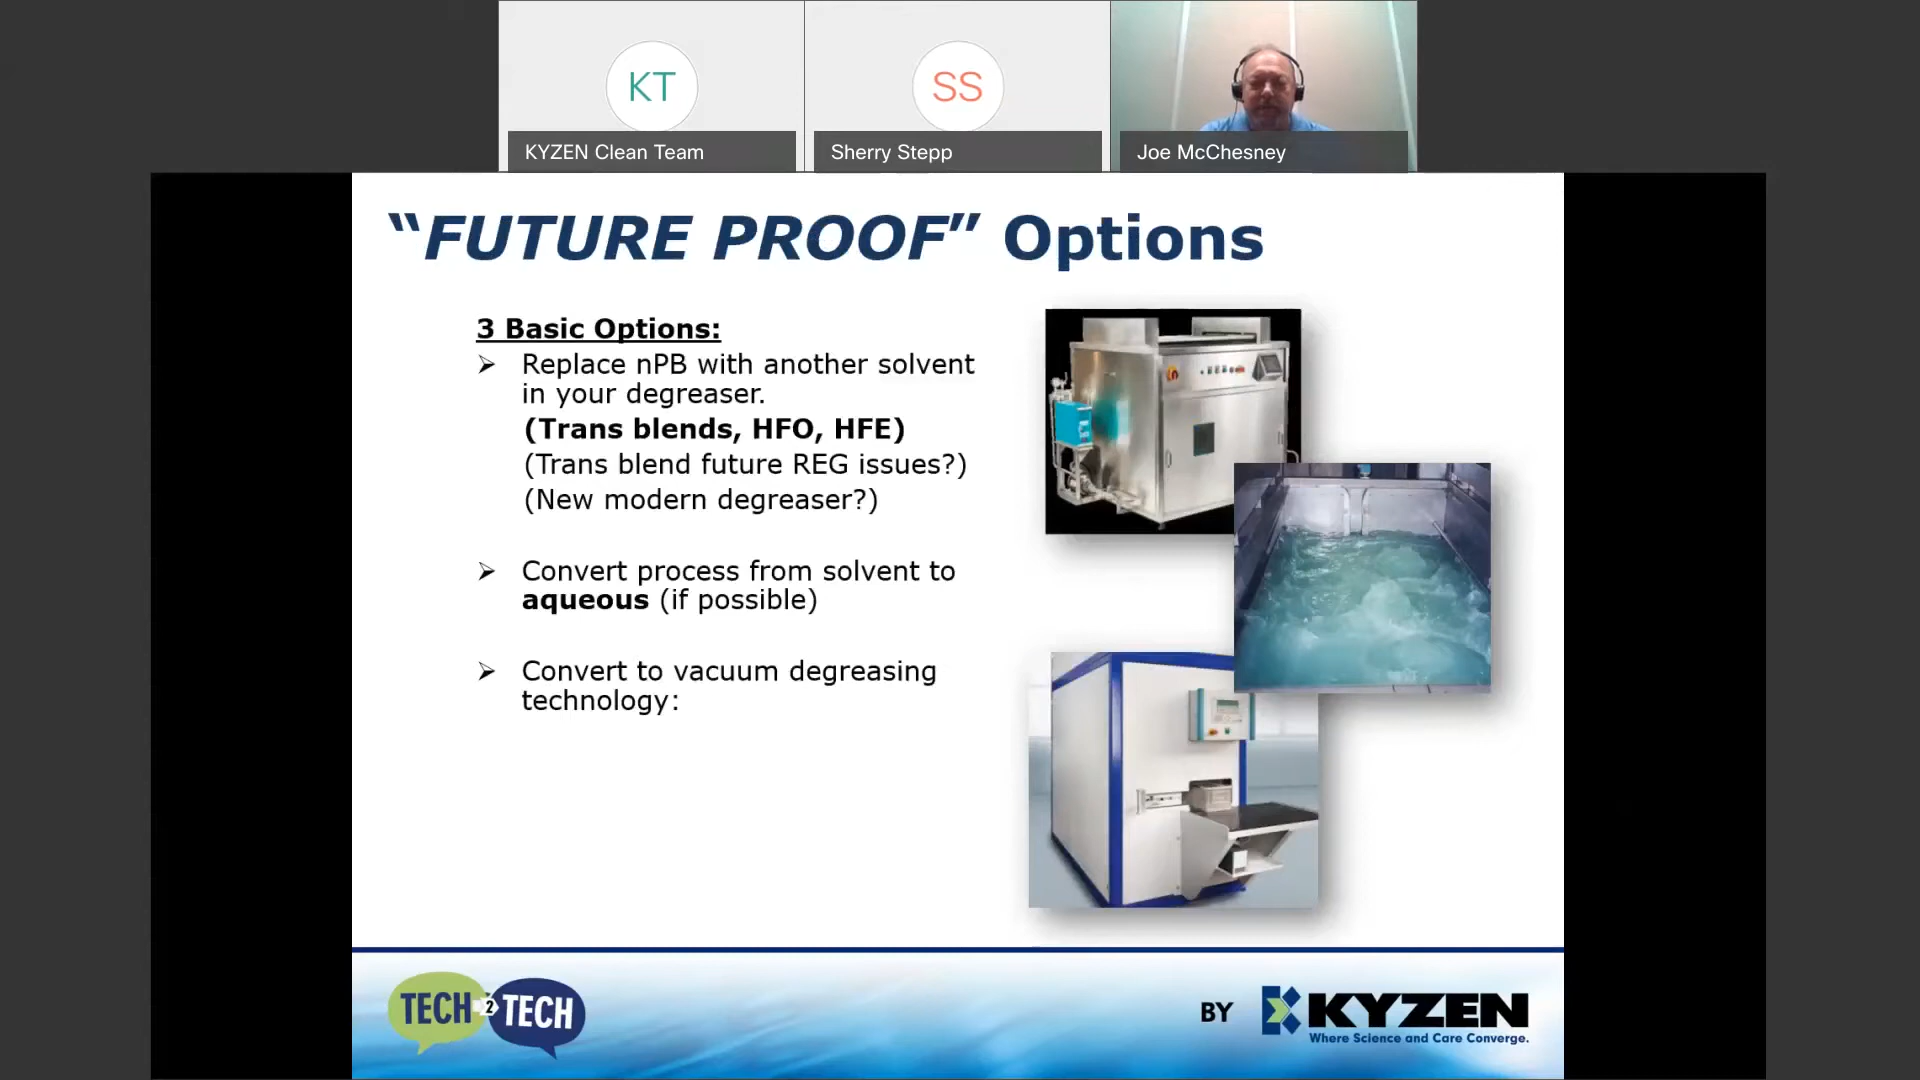 KT
SS
KYZEN Clean Team
Sherry Stepp
Joe McChesney
“FUTURE PROOF” Options
3 Basic Options:
➢ Replace nPB with another solvent
in your degreaser.
(Trans blends, HFO, HFE)
(Trans blend future REG issues?)
(New modern degreaser?)
➢ Convert process from solvent to
aqueous (if possible)
➢ Convert to vacuum degreasing
technology:
TECH 2 TECH
BY KYZEN
Where Science and Care Converge.